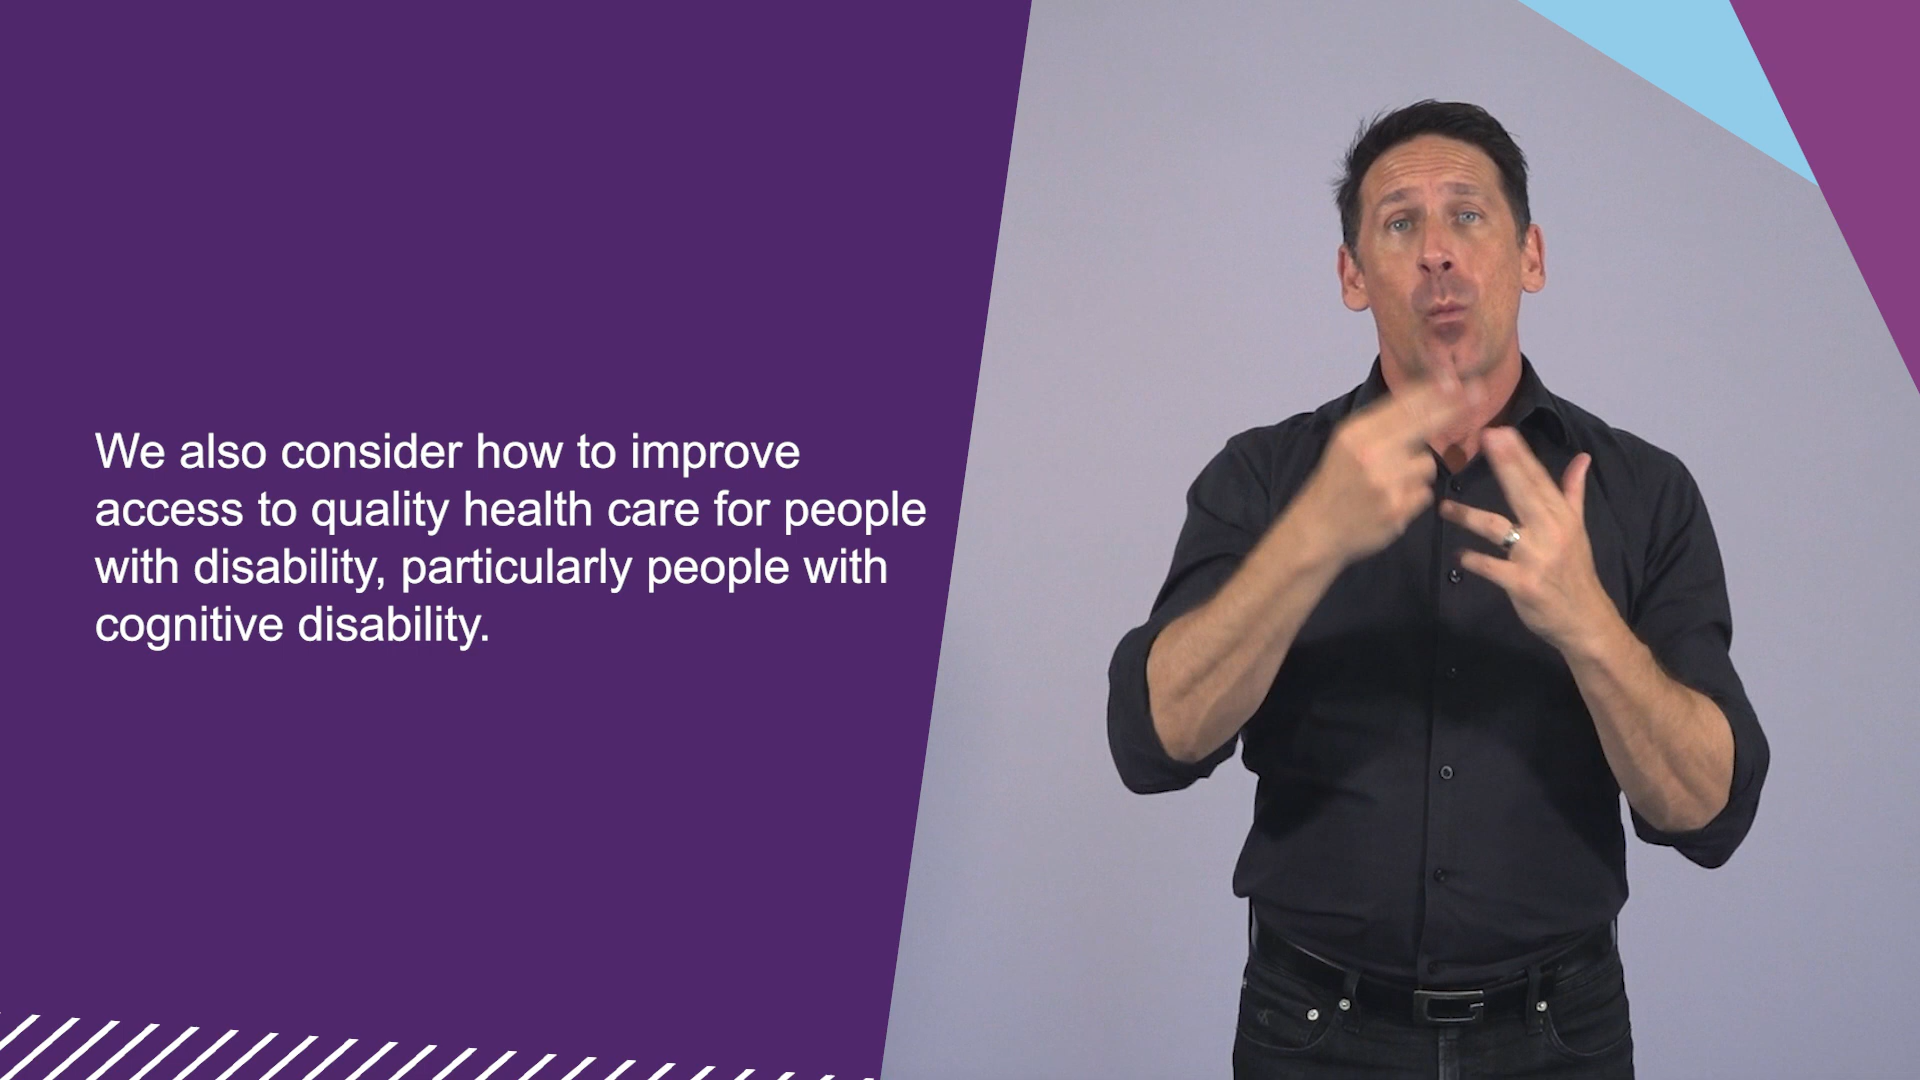 We also consider how to improve
access to quality health care for people
with disability, particularly people with
cognitive disability.